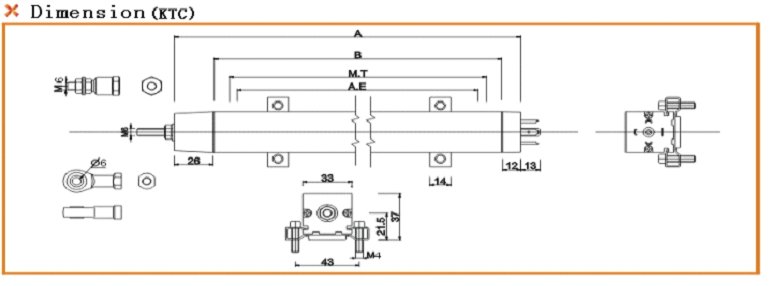 × Dimension(KTC)
A
B
M.T
A.E
M6
M6
Ø6
26
14
12 13
33
37
21.5
M4
43